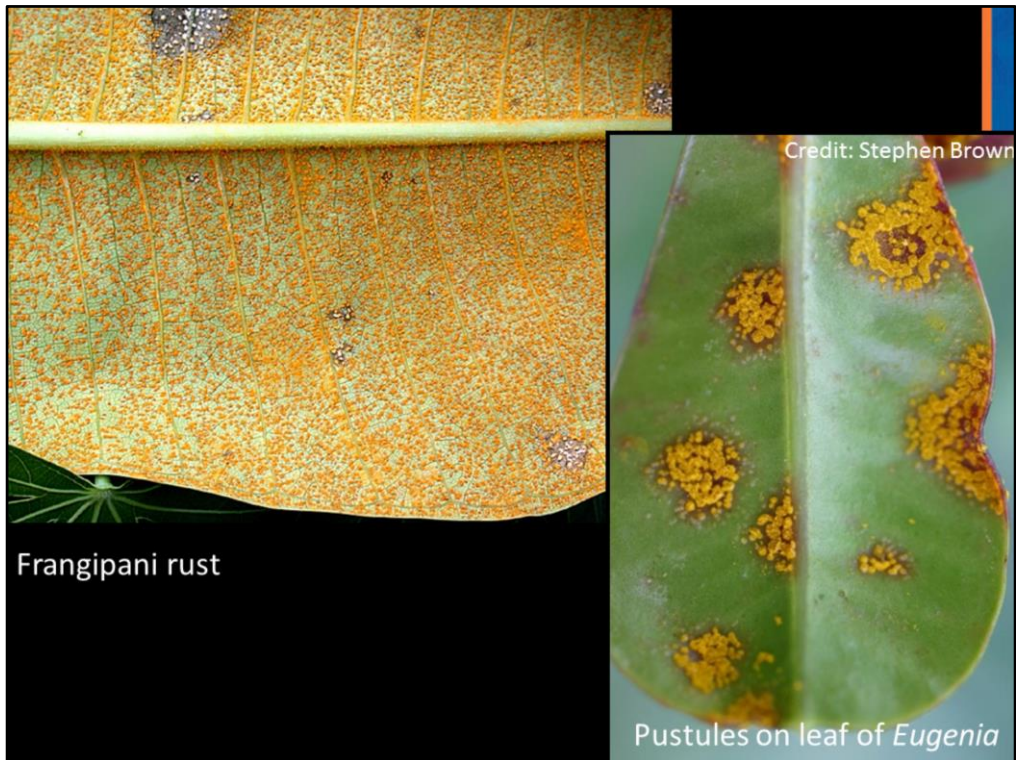 Credit: Stephen Brown
Frangipani rust
Pustules on leaf of Eugenia